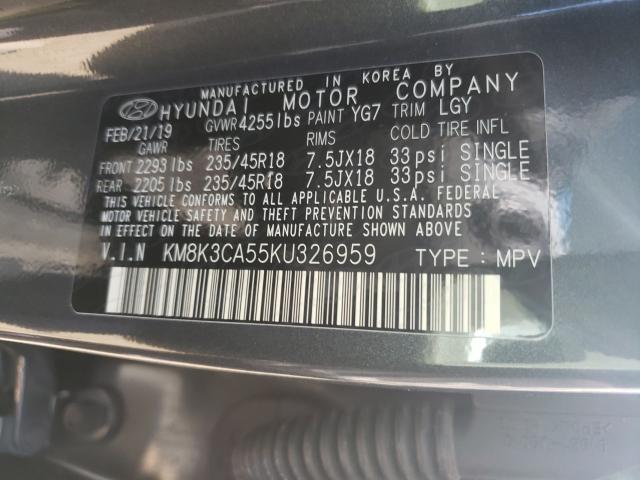 MANUFACTURED IN KOREA BY
HYUNDAI MOTOR COMPANY
FEB/21/19 GVWR 4255lbs PAINT YG7 TRIM LGY
GAWR TIRES RIMS COLD TIRE INFL
FRONT 2293 lbs 235/45R18 7.5JX18 33psi SINGLE
REAR 2205 lbs 235/45R18 7.5JX18 33psi SINGLE
THIS VEHICLE CONFORMS TO ALL APPLICABLE U.S.A. FEDERAL
MOTOR VEHICLE SAFETY, BUMPER, AND THEFT PREVENTION STANDARDS
IN EFFECT ON THE DATE OF MANUFACTURE SHOWN ABOVE.
V.I.N KM8K3CA55KU326959 TYPE : MPV